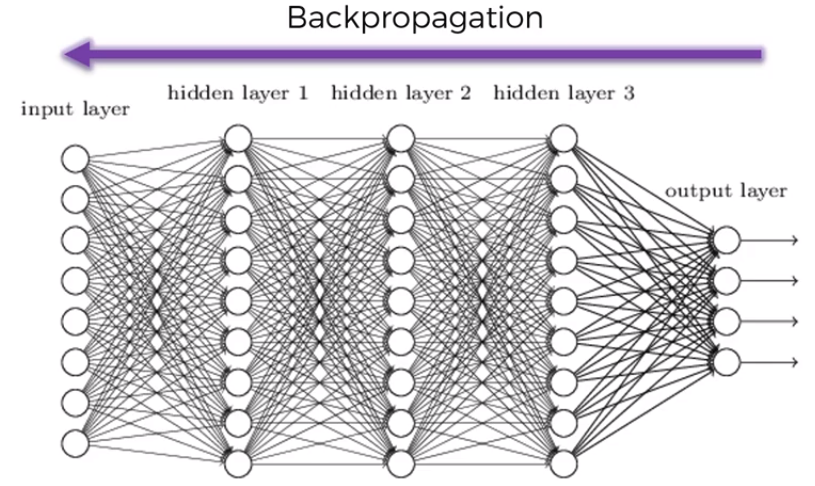 Backpropagation
hidden layer 1 hidden layer 2 hidden layer 3
input layer
output layer